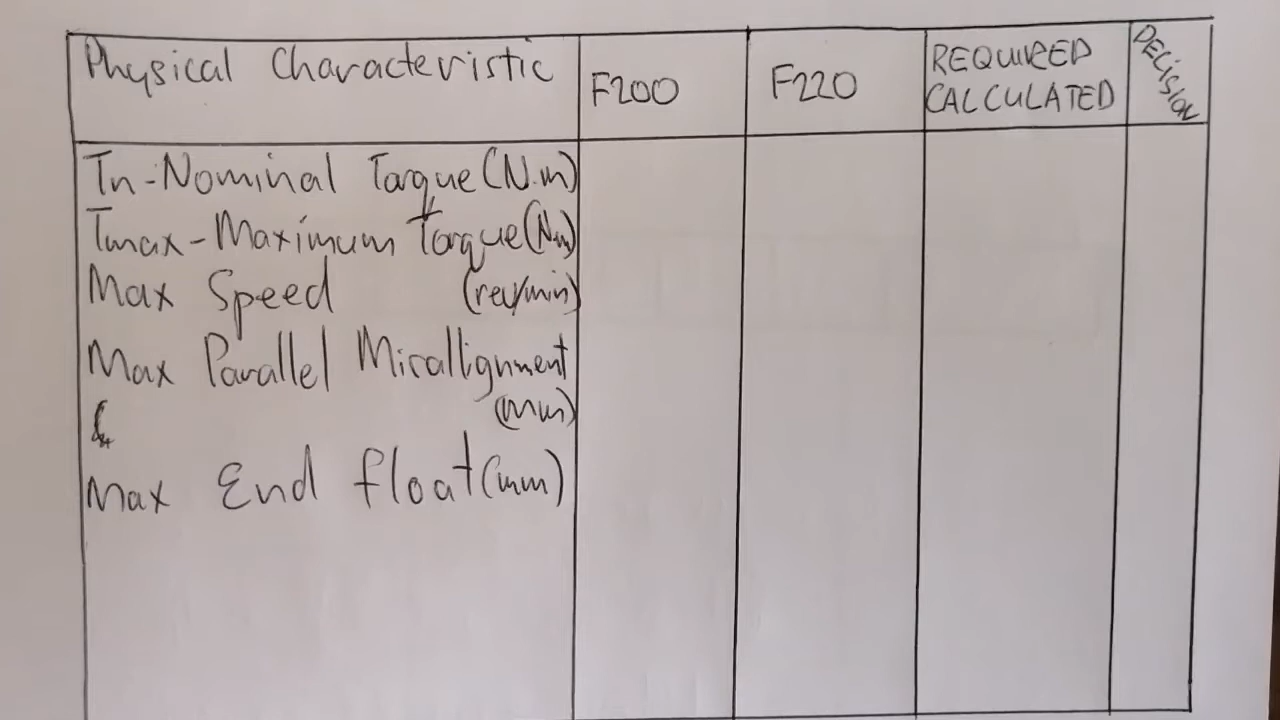 Physical Characteristic F200 F220 REQUIRED CALCULATED DECISION
Tn-Nominal Torque (N.m)
Tmax-Maximum Torque (Nm)
Max Speed (rev/min)
Max Parallel Misallignment
& (mm)
Max End float (mm)